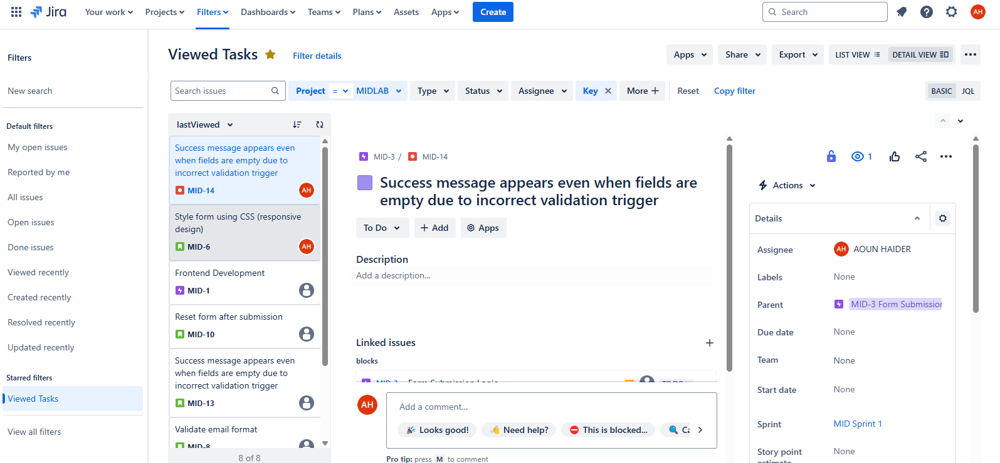 Jira
Your work
Projects
Filters
Dashboards
Teams
Plans
Assets
Apps
Create
Search
AH
Filters
New search
Default filters
My open issues
Reported by me
All issues
Open issues
Done issues
Viewed recently
Created recently
Resolved recently
Updated recently
Starred filters
Viewed Tasks
View all filters
Viewed Tasks
Filter details
Apps
Share
Export
LIST VIEW
DETAIL VIEW
Search issues
Project = MIDLAB
Type
Status
Assignee
Key
More
Reset
Copy filter
BASIC
JQL
lastViewed
Success message appears even
when fields are empty due to
incorrect validation trigger
MID-14
AH
Style form using CSS (responsive
design)
MID-6
AH
Frontend Development
MID-1
Reset form after submission
MID-10
Success message appears even
when fields are empty due to
incorrect validation trigger
MID-13
Validate email format
MID-8
8 of 8
MID-3 / MID-14
Success message appears even when fields are
empty due to incorrect validation trigger
To Do
Add
Apps
Description
Add a description...
Linked issues
blocks
MID-3 Form Submission Logic TO DO
AH
Add a comment...
Looks good!
Need help?
This is blocked...
Ca
Pro tip: press M to comment
1
Actions
Details
Assignee
AH AOUN HAIDER
Labels
None
Parent
MID-3 Form Submission
Due date
None
Team
None
Start date
None
Sprint
MID Sprint 1
Story point
estimate
None